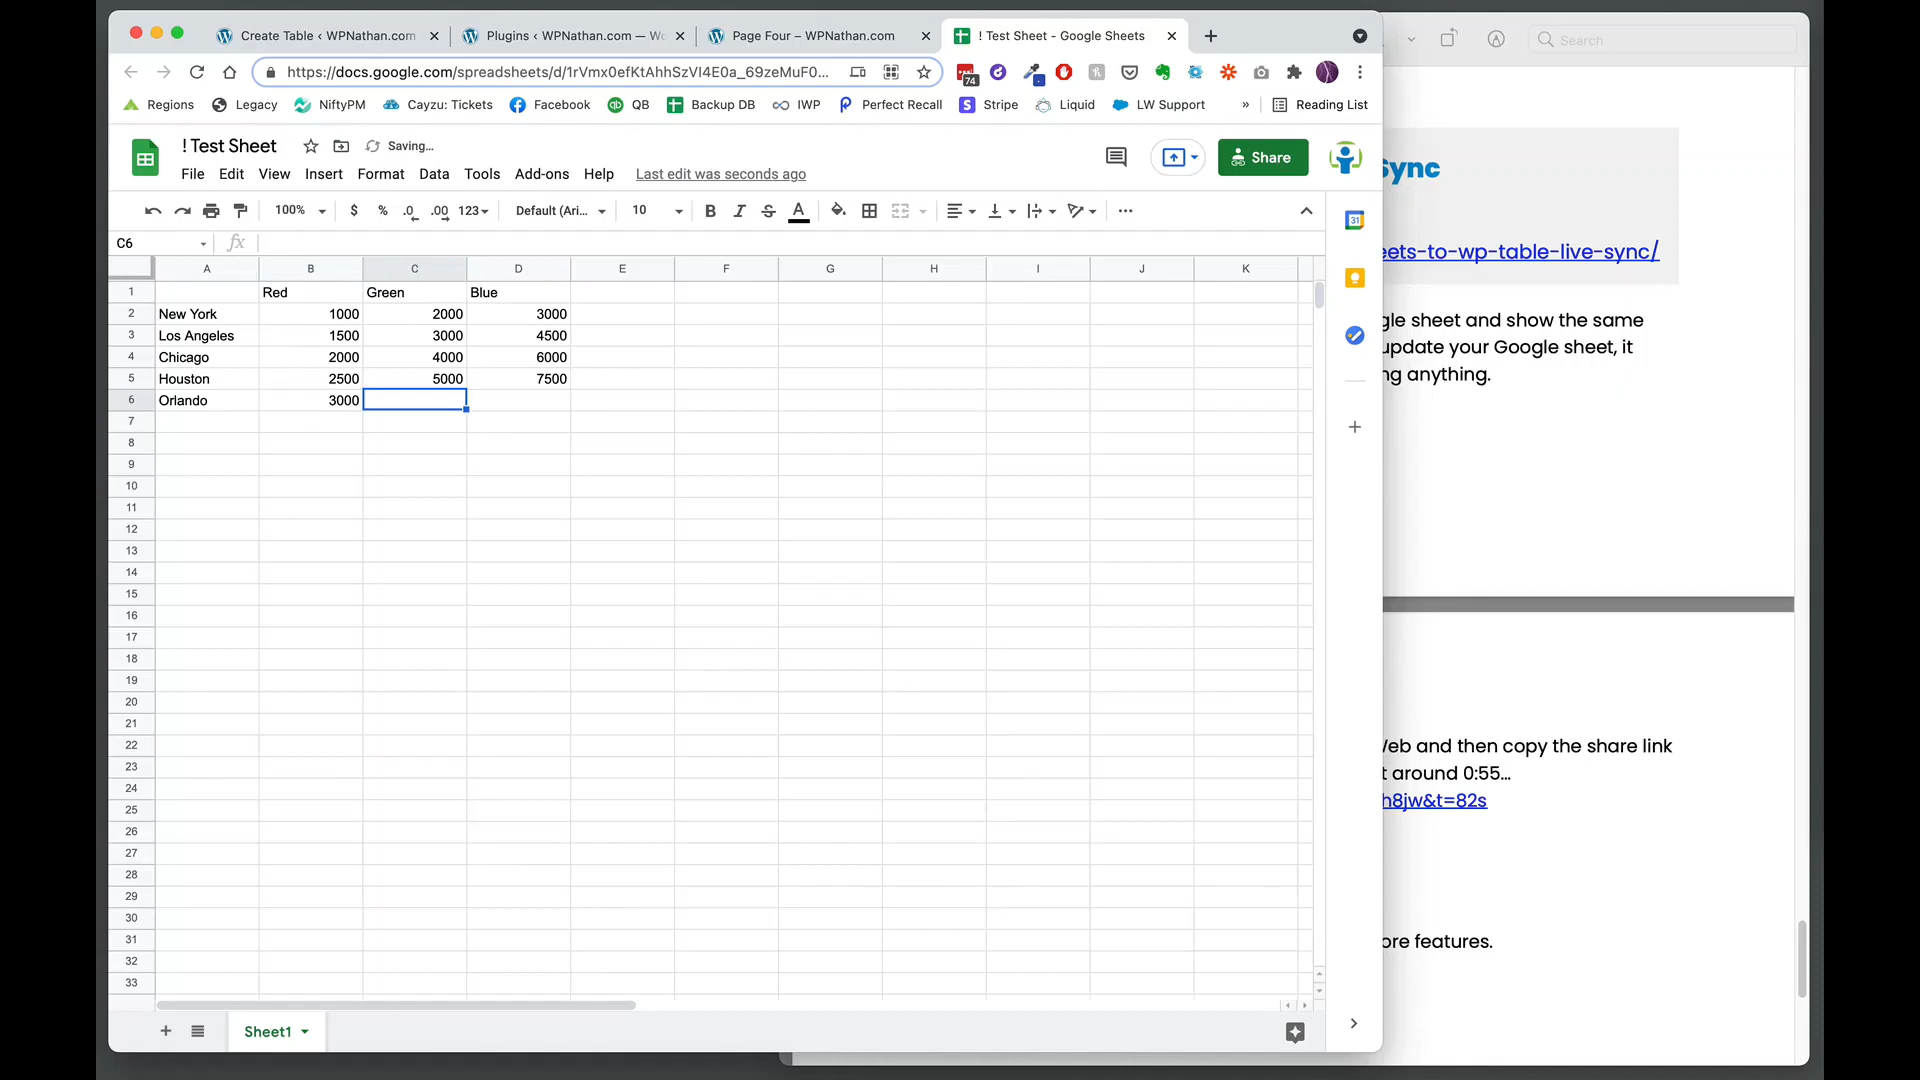 Create Table ‹ WPNathan.com
Plugins ‹ WPNathan.com — Wo
Page Four – WPNathan.com
! Test Sheet - Google Sheets
Search
https://docs.google.com/spreadsheets/d/1rVmx0efKtAhhSzVI4E0a_69zeMuF0...
74
Regions
Legacy
NiftyPM
Cayzu: Tickets
Facebook
QB
Backup DB
IWP
Perfect Recall
Stripe
Liquid
LW Support
»
Reading List
! Test Sheet
Saving...
Share
File Edit View Insert Format Data Tools Add-ons Help Last edit was seconds ago
100% $ % .0 .00 123 Default (Ari... 10 B I S A
C6 fx
A B C D E F G H I J K
1 Red Green Blue
2 New York 1000 2000 3000
3 Los Angeles 1500 3000 4500
4 Chicago 2000 4000 6000
5 Houston 2500 5000 7500
6 Orlando 3000
7
8
9
10
11
12
13
14
15
16
17
18
19
20
21
22
23
24
25
26
27
28
29
30
31
32
33
Sheet1
31
Sync
eets-to-wp-table-live-sync/
gle sheet and show the same
update your Google sheet, it
ng anything.
Web and then copy the share link
t around 0:55...
h8jw&t=82s
ore features.